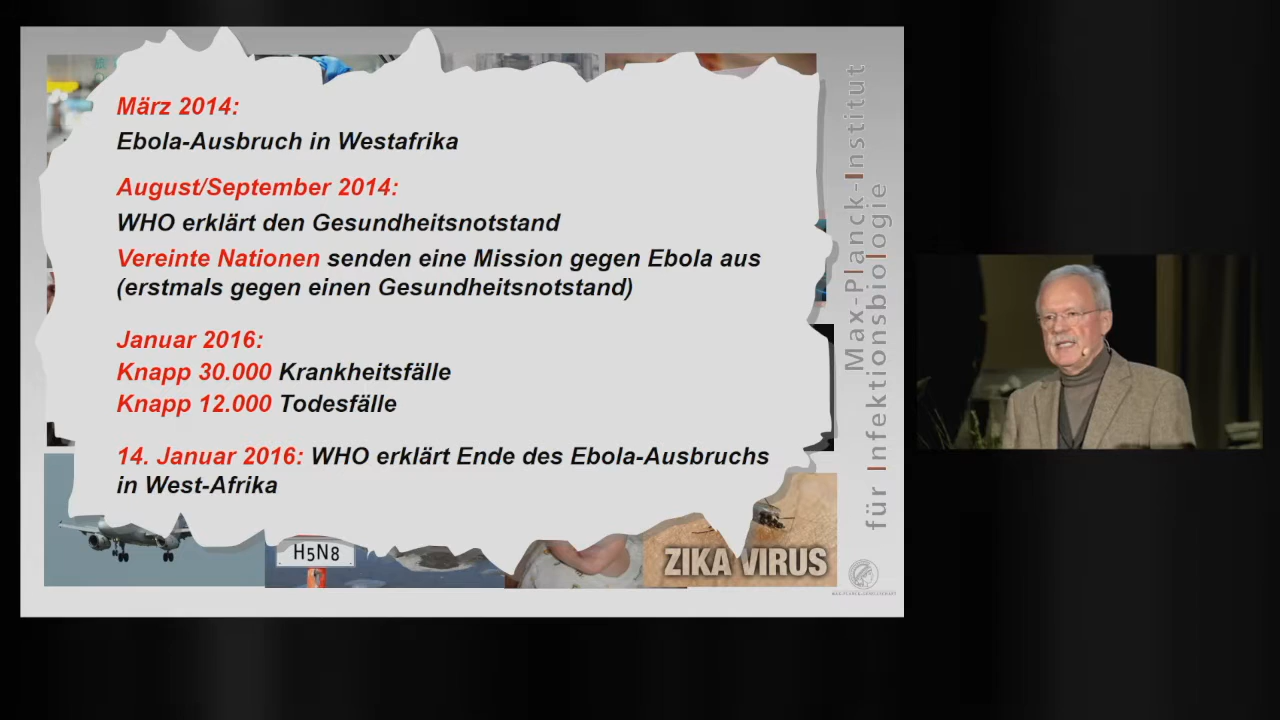 März 2014:
Ebola-Ausbruch in Westafrika
August/September 2014:
WHO erklärt den Gesundheitsnotstand
Vereinte Nationen senden eine Mission gegen Ebola aus
(erstmals gegen einen Gesundheitsnotstand)
Januar 2016:
Knapp 30.000 Krankheitsfälle
Knapp 12.000 Todesfälle
14. Januar 2016: WHO erklärt Ende des Ebola-Ausbruchs
in West-Afrika
H5N8
ZIKA VIRUS
Max-Planck-Institut
für Infektionsbiologie